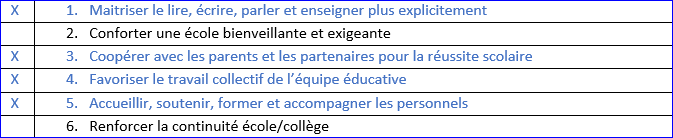 X 1. Maitriser le lire, écrire, parler et enseigner plus explicitement
2. Conforter une école bienveillante et exigeante
X 3. Coopérer avec les parents et les partenaires pour la réussite scolaire
X 4. Favoriser le travail collectif de l’équipe éducative
X 5. Accueillir, soutenir, former et accompagner les personnels
6. Renforcer la continuité école/collège